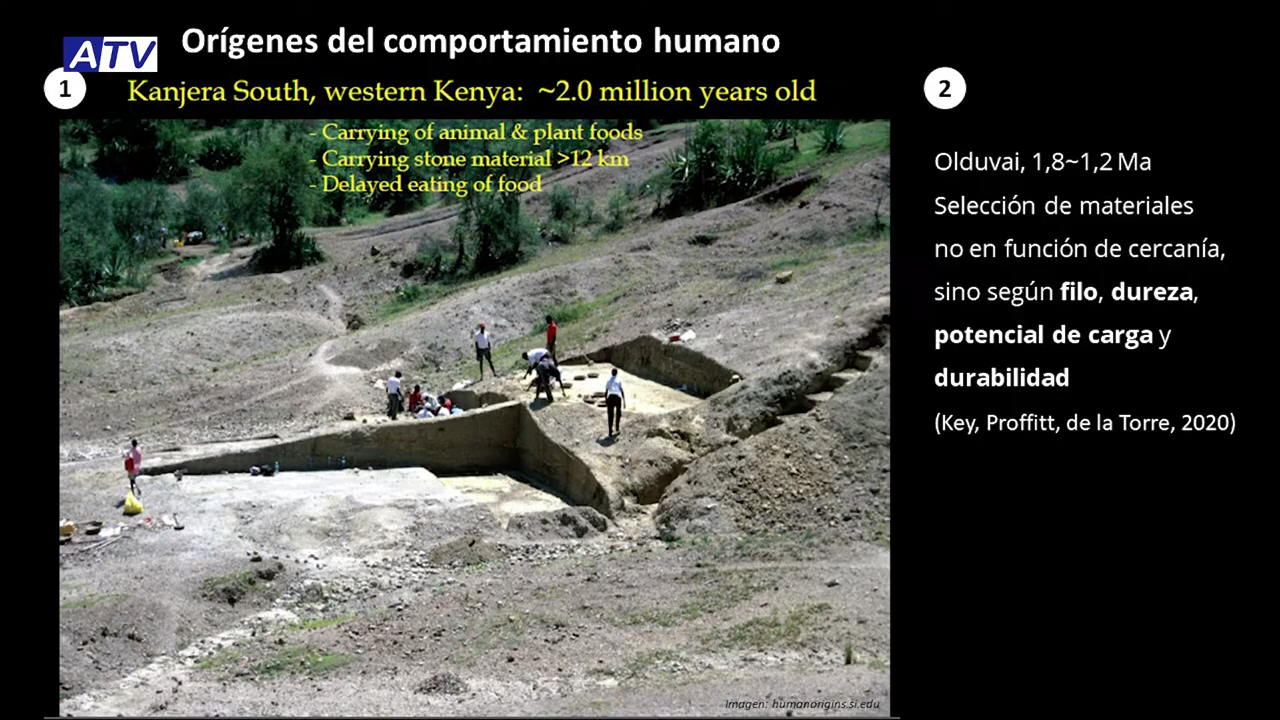 ATV
Orígenes del comportamiento humano
1
Kanjera South, western Kenya: ~2.0 million years old
- Carrying of animal & plant foods
- Carrying stone material >12 km
- Delayed eating of food
Imagen: humanorigins.si.edu
2
Olduvai, 1,8~1,2 Ma
Selección de materiales
no en función de cercanía,
sino según filo, dureza,
potencial de carga y
durabilidad
(Key, Proffitt, de la Torre, 2020)